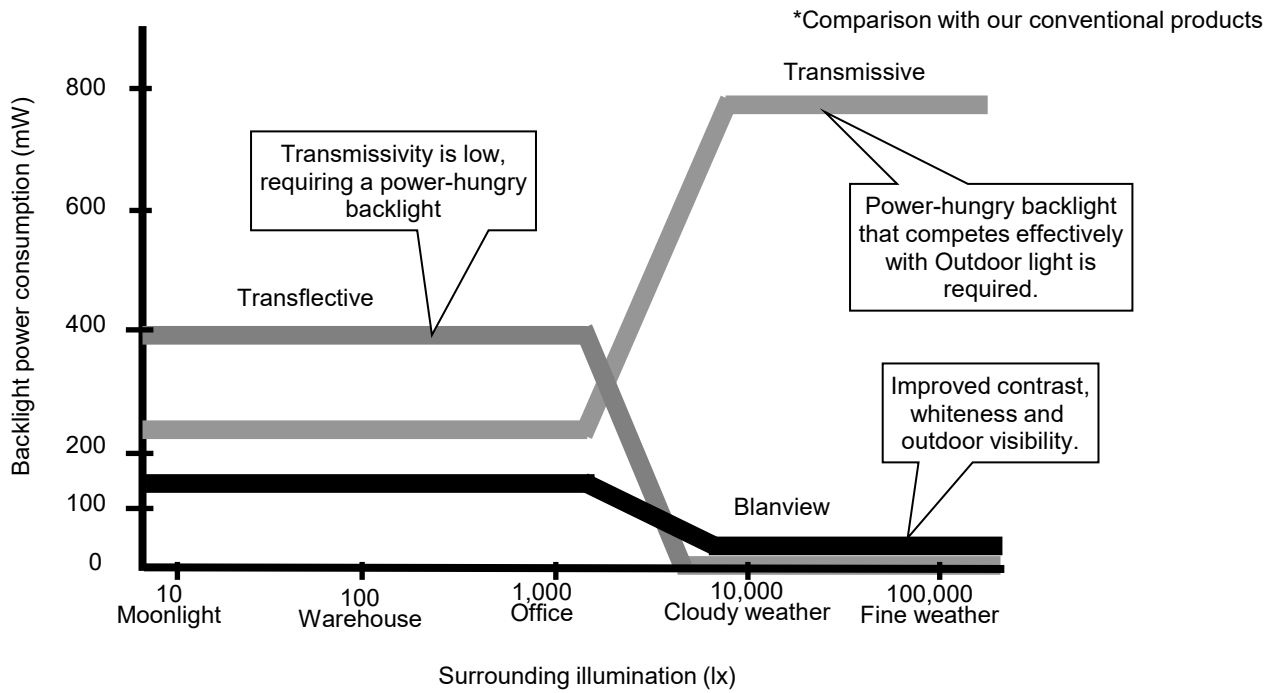 *Comparison with our conventional products
Transmissive
800
Transmissivity is low,
requiring a power-hungry
backlight
600
Power-hungry backlight
that competes effectively
with Outdoor light is
required.
Backlight power consumption (mW)
Transflective
400
Improved contrast,
whiteness and
outdoor visibility.
200
100
Blanview
0
10
100
1,000
10,000
100,000
Moonlight
Warehouse
Office
Cloudy weather
Fine weather
Surrounding illumination (lx)